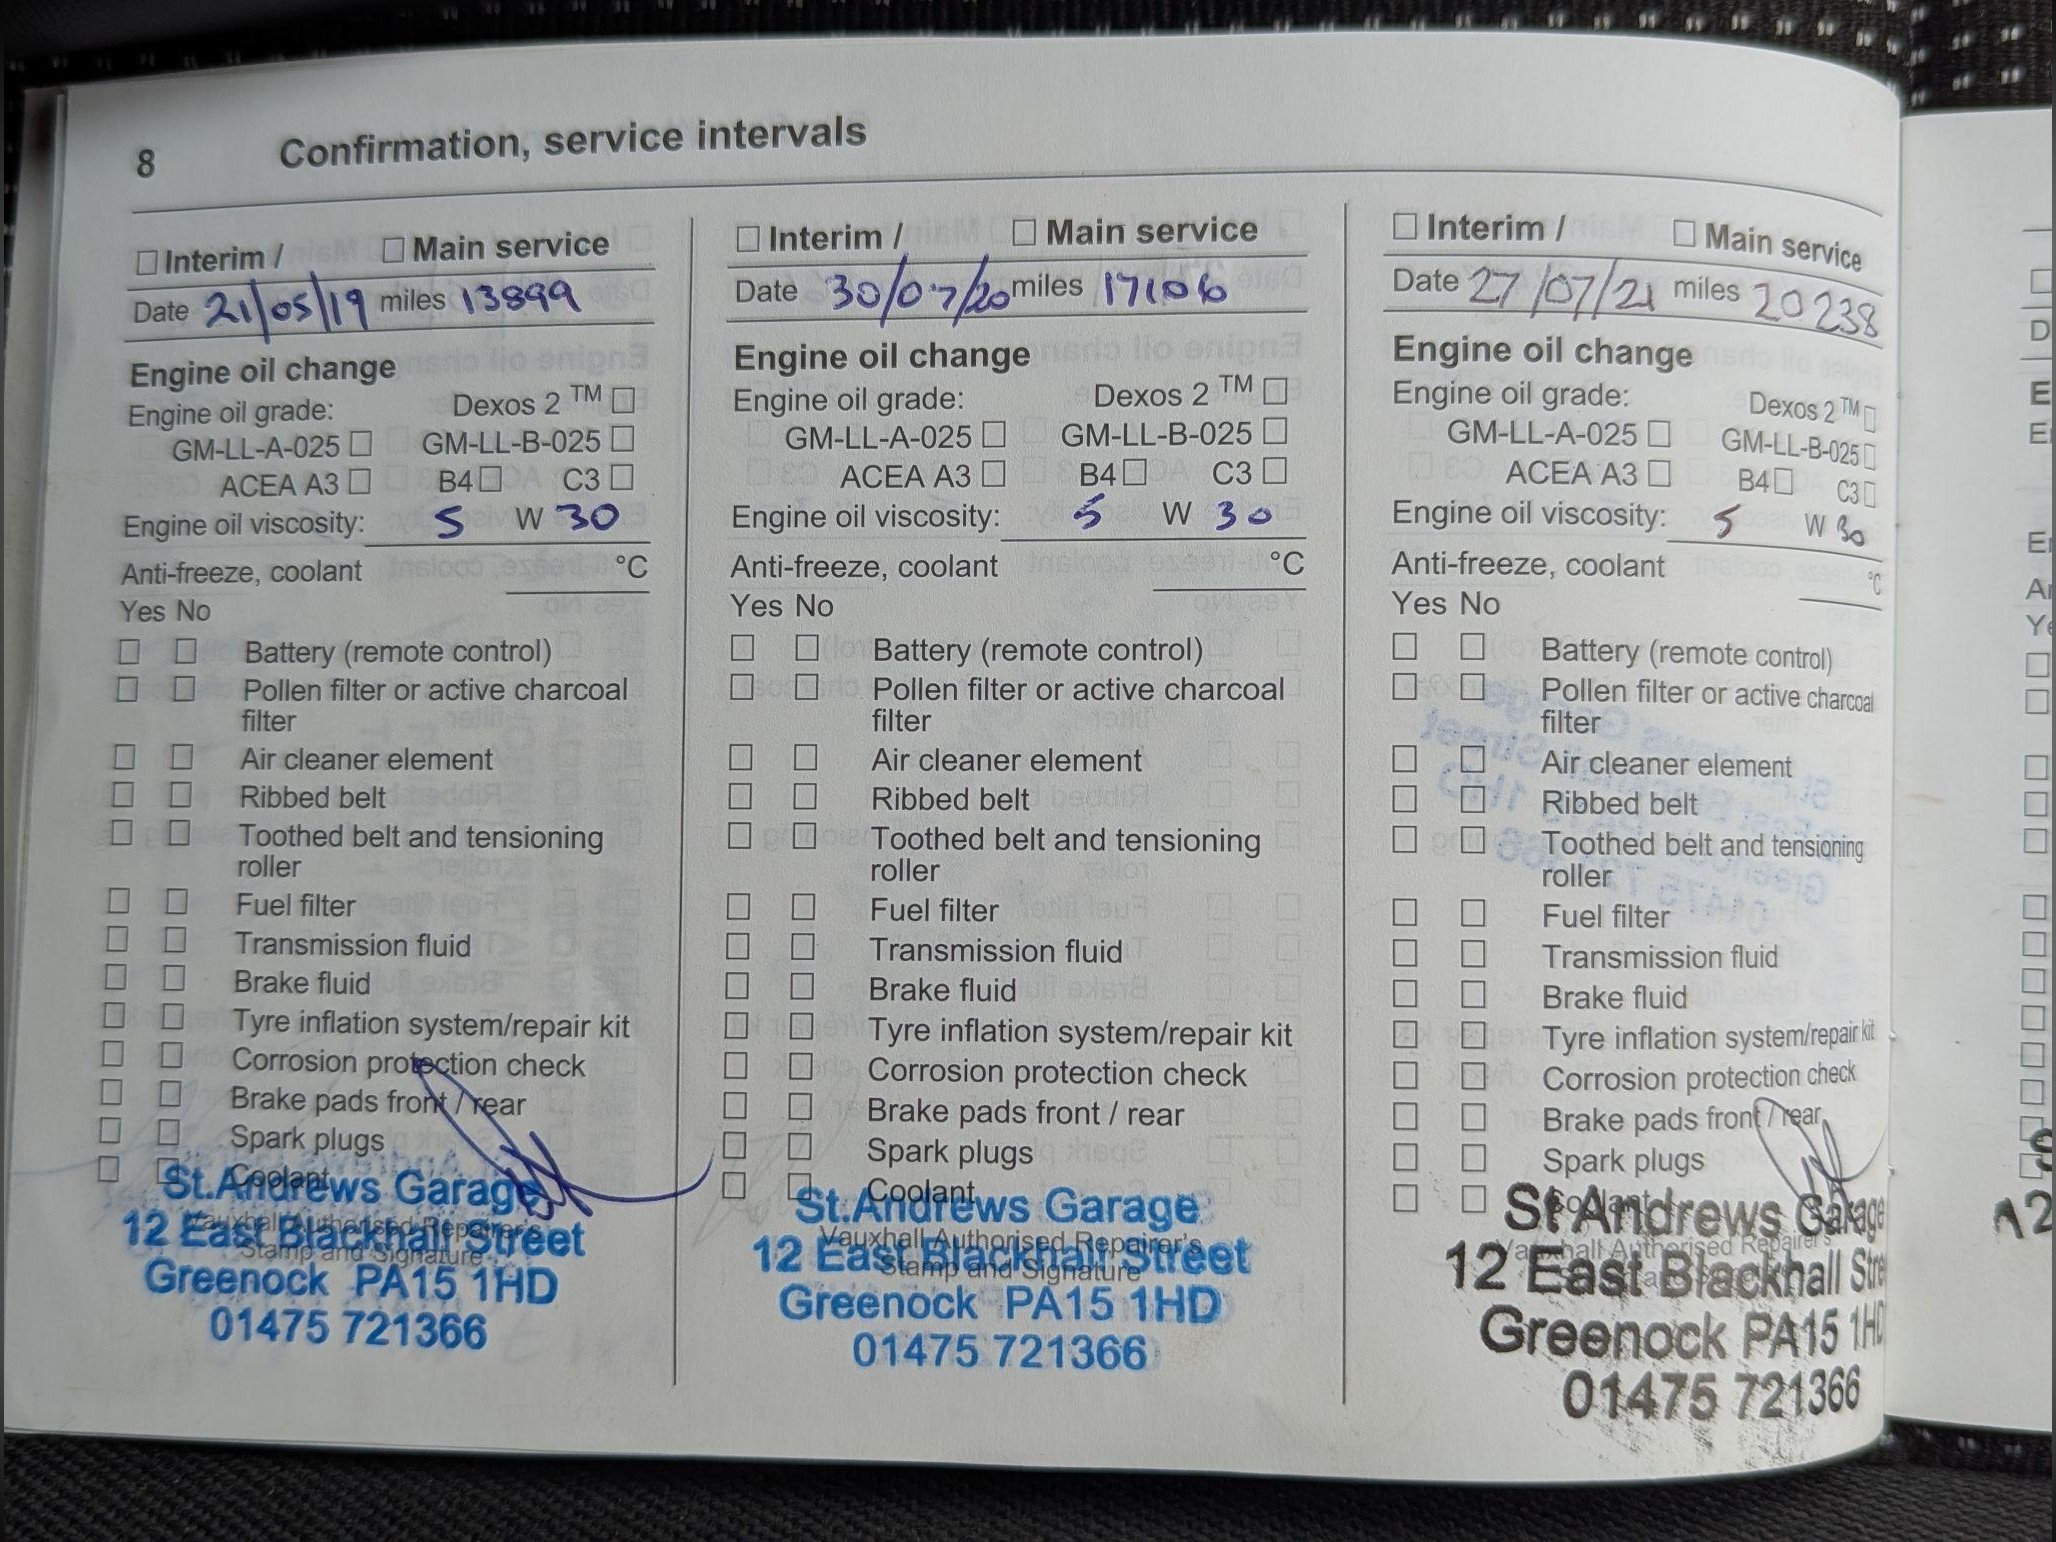 8 Confirmation, service intervals
☐ Interim / ☐ Main service
Date 21/05/19 miles 13899
Engine oil change
Engine oil grade: Dexos 2 ™ ☐
GM-LL-A-025 ☐ GM-LL-B-025 ☐
ACEA A3 ☐ B4 ☐ C3 ☐
Engine oil viscosity: 5 W 30
Anti-freeze, coolant °C
Yes No
☐ ☐ Battery (remote control)
☐ ☐ Pollen filter or active charcoal
filter
☐ ☐ Air cleaner element
☐ ☐ Ribbed belt
☐ ☐ Toothed belt and tensioning
roller
☐ ☐ Fuel filter
☐ ☐ Transmission fluid
☐ ☐ Brake fluid
☐ ☐ Tyre inflation system/repair kit
☐ ☐ Corrosion protection check
☐ ☐ Brake pads front / rear
☐ ☐ Spark plugs
☐ ☐ Coolant
St.Andrews Garage
Vauxhall Authorised Repairer's
12 East Blackhall Street
Stamp and Signature
Greenock PA15 1HD
01475 721366
☐ Interim / ☐ Main service
Date 30/07/20 miles 17106
Engine oil change
Engine oil grade: Dexos 2 ™ ☐
GM-LL-A-025 ☐ GM-LL-B-025 ☐
ACEA A3 ☐ B4 ☐ C3 ☐
Engine oil viscosity: 5 W 30
Anti-freeze, coolant °C
Yes No
☐ ☐ Battery (remote control)
☐ ☐ Pollen filter or active charcoal
filter
☐ ☐ Air cleaner element
☐ ☐ Ribbed belt
☐ ☐ Toothed belt and tensioning
roller
☐ ☐ Fuel filter
☐ ☐ Transmission fluid
☐ ☐ Brake fluid
☐ ☐ Tyre inflation system/repair kit
☐ ☐ Corrosion protection check
☐ ☐ Brake pads front / rear
☐ ☐ Spark plugs
☐ ☐ Coolant
St.Andrews Garage
Vauxhall Authorised Repairer's
12 East Blackhall Street
Stamp and Signature
Greenock PA15 1HD
01475 721366
☐ Interim / ☐ Main service
Date 27/07/21 miles 20238
Engine oil change
Engine oil grade: Dexos 2 ™ ☐
GM-LL-A-025 ☐ GM-LL-B-025 ☐
ACEA A3 ☐ B4 ☐ C3 ☐
Engine oil viscosity: 5 W 30
Anti-freeze, coolant °C
Yes No
☐ ☐ Battery (remote control)
☐ ☐ Pollen filter or active charcoal
filter
☐ ☐ Air cleaner element
☐ ☐ Ribbed belt
☐ ☐ Toothed belt and tensioning
roller
☐ ☐ Fuel filter
☐ ☐ Transmission fluid
☐ ☐ Brake fluid
☐ ☐ Tyre inflation system/repair kit
☐ ☐ Corrosion protection check
☐ ☐ Brake pads front / rear
☐ ☐ Spark plugs
☐ ☐ Coolant
St Andrews Garage
Vauxhall Authorised Repairer's
12 East Blackhall Stre
Greenock PA15 1HD
01475 721366